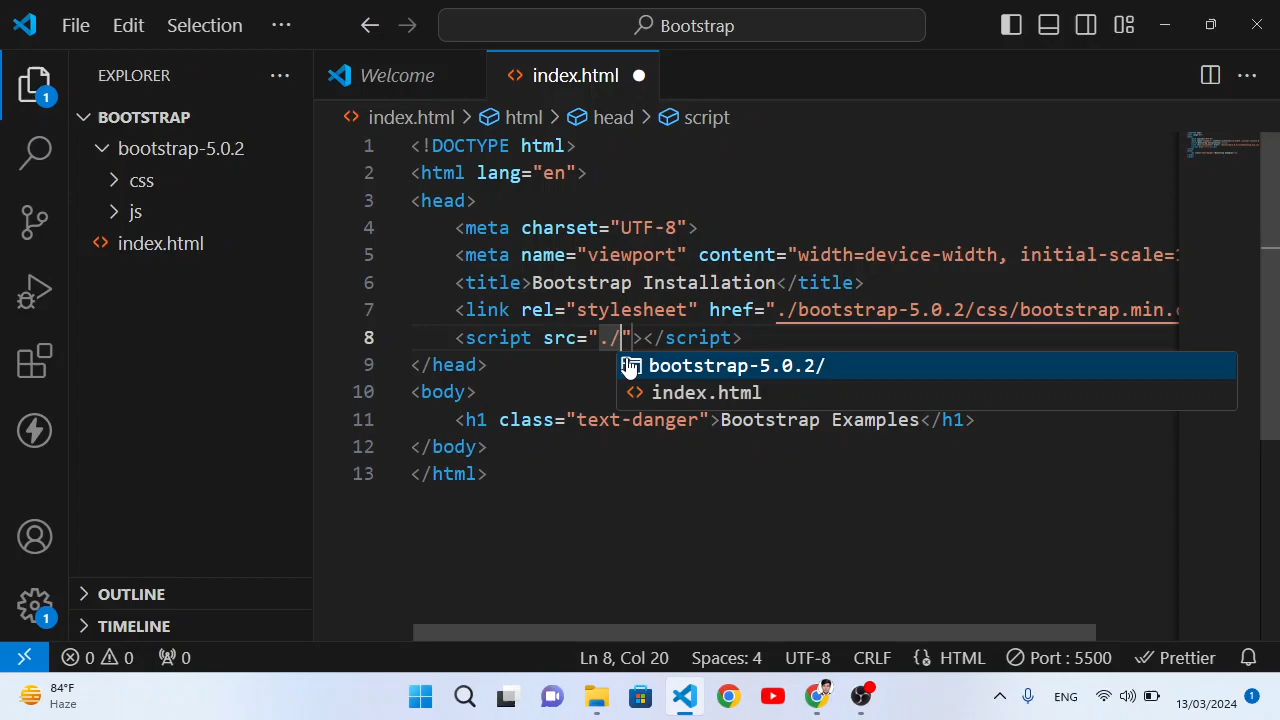 File Edit Selection ··· Bootstrap
EXPLORER ··· Welcome index.html
index.html > html > head > script
BOOTSTRAP
bootstrap-5.0.2
css
js
index.html
1 <!DOCTYPE html>
2 <html lang="en">
3 <head>
4 <meta charset="UTF-8">
5 <meta name="viewport" content="width=device-width, initial-scale=1
6 <title>Bootstrap Installation</title>
7 <link rel="stylesheet" href="./bootstrap-5.0.2/css/bootstrap.min.c
8 <script src="./"></script>
bootstrap-5.0.2/
index.html
9 </head>
10 <body>
11 <h1 class="text-danger">Bootstrap Examples</h1>
12 </body>
13 </html>
1
1
OUTLINE
TIMELINE
0 0 0 Ln 8, Col 20 Spaces: 4 UTF-8 CRLF {} HTML Port : 5500 Prettier
84°F
Haze
ENG
13/03/2024
1